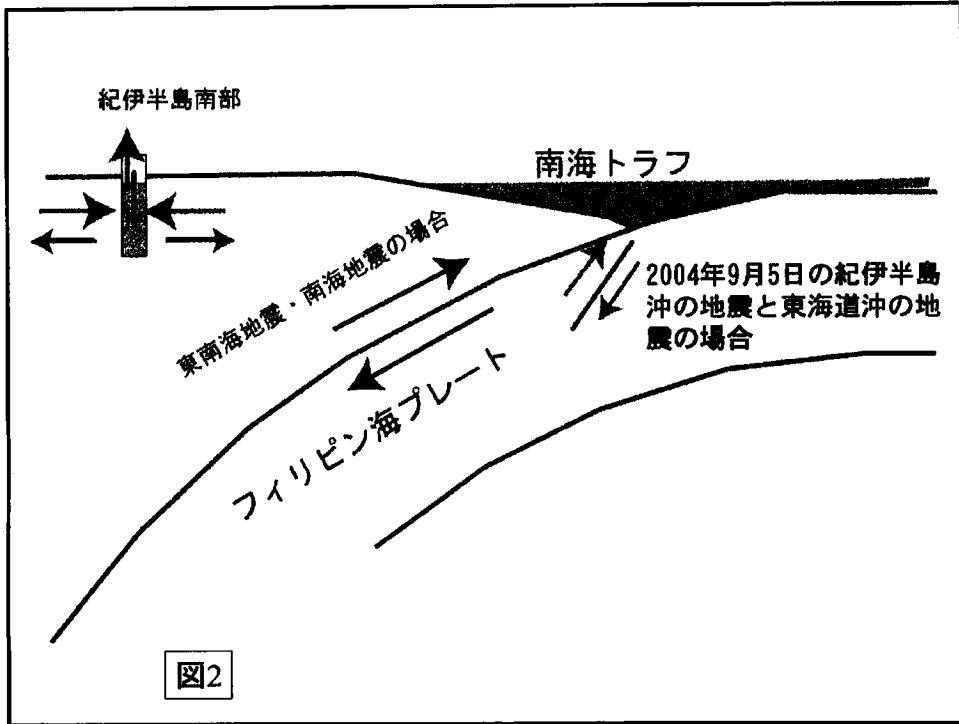 紀伊半島南部
南海トラフ
東南海地震・南海地震の場合
2004年9月5日の紀伊半島
沖の地震と東海道沖の地
震の場合
フィリピン海プレート
図2